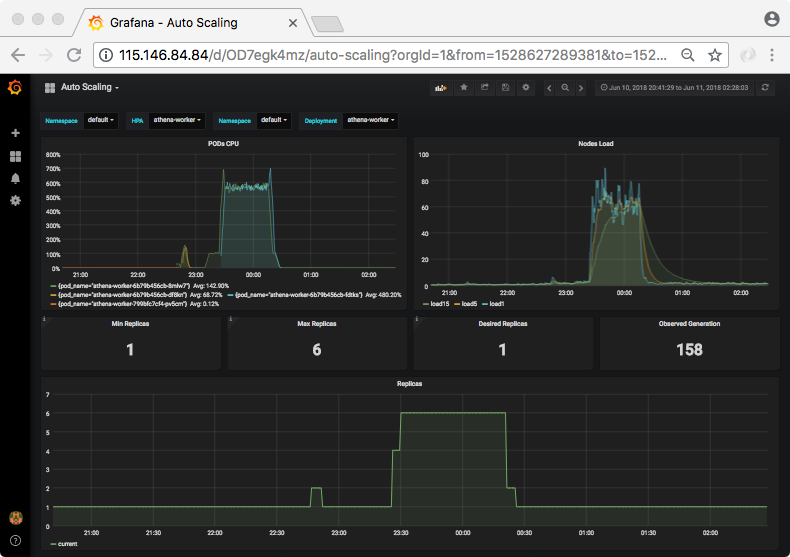 Grafana - Auto Scaling
115.146.84.84/d/OD7egk4mz/auto-scaling?orgId=1&from=1528627289381&to=152...
Auto Scaling
Jun 10, 2018 20:41:29 to Jun 11, 2018 02:28:03
Namespace default HPA athena-worker Namespace default Deployment athena-worker
PODs CPU
800%
700%
600%
500%
400%
300%
200%
100%
0%
21:00 22:00 23:00 00:00 01:00 02:00
{pod_name="athena-worker-6b79b456cb-8mlw7"} Avg: 142.90%
{pod_name="athena-worker-6b79b456cb-df8kn"} Avg: 68.72% {pod_name="athena-worker-6b79b456cb-fdtks"} Avg: 480.20%
{pod_name="athena-worker-799bfc7cf4-pv5cm"} Avg: 0.12%
Nodes Load
100
80
60
40
20
0
21:00 22:00 23:00 00:00 01:00 02:00
load15 load5 load1
Min Replicas
1
Max Replicas
6
Desired Replicas
1
Observed Generation
158
Replicas
7
6
5
4
3
2
1
0
21:00 21:30 22:00 22:30 23:00 23:30 00:00 00:30 01:00 01:30 02:00
current